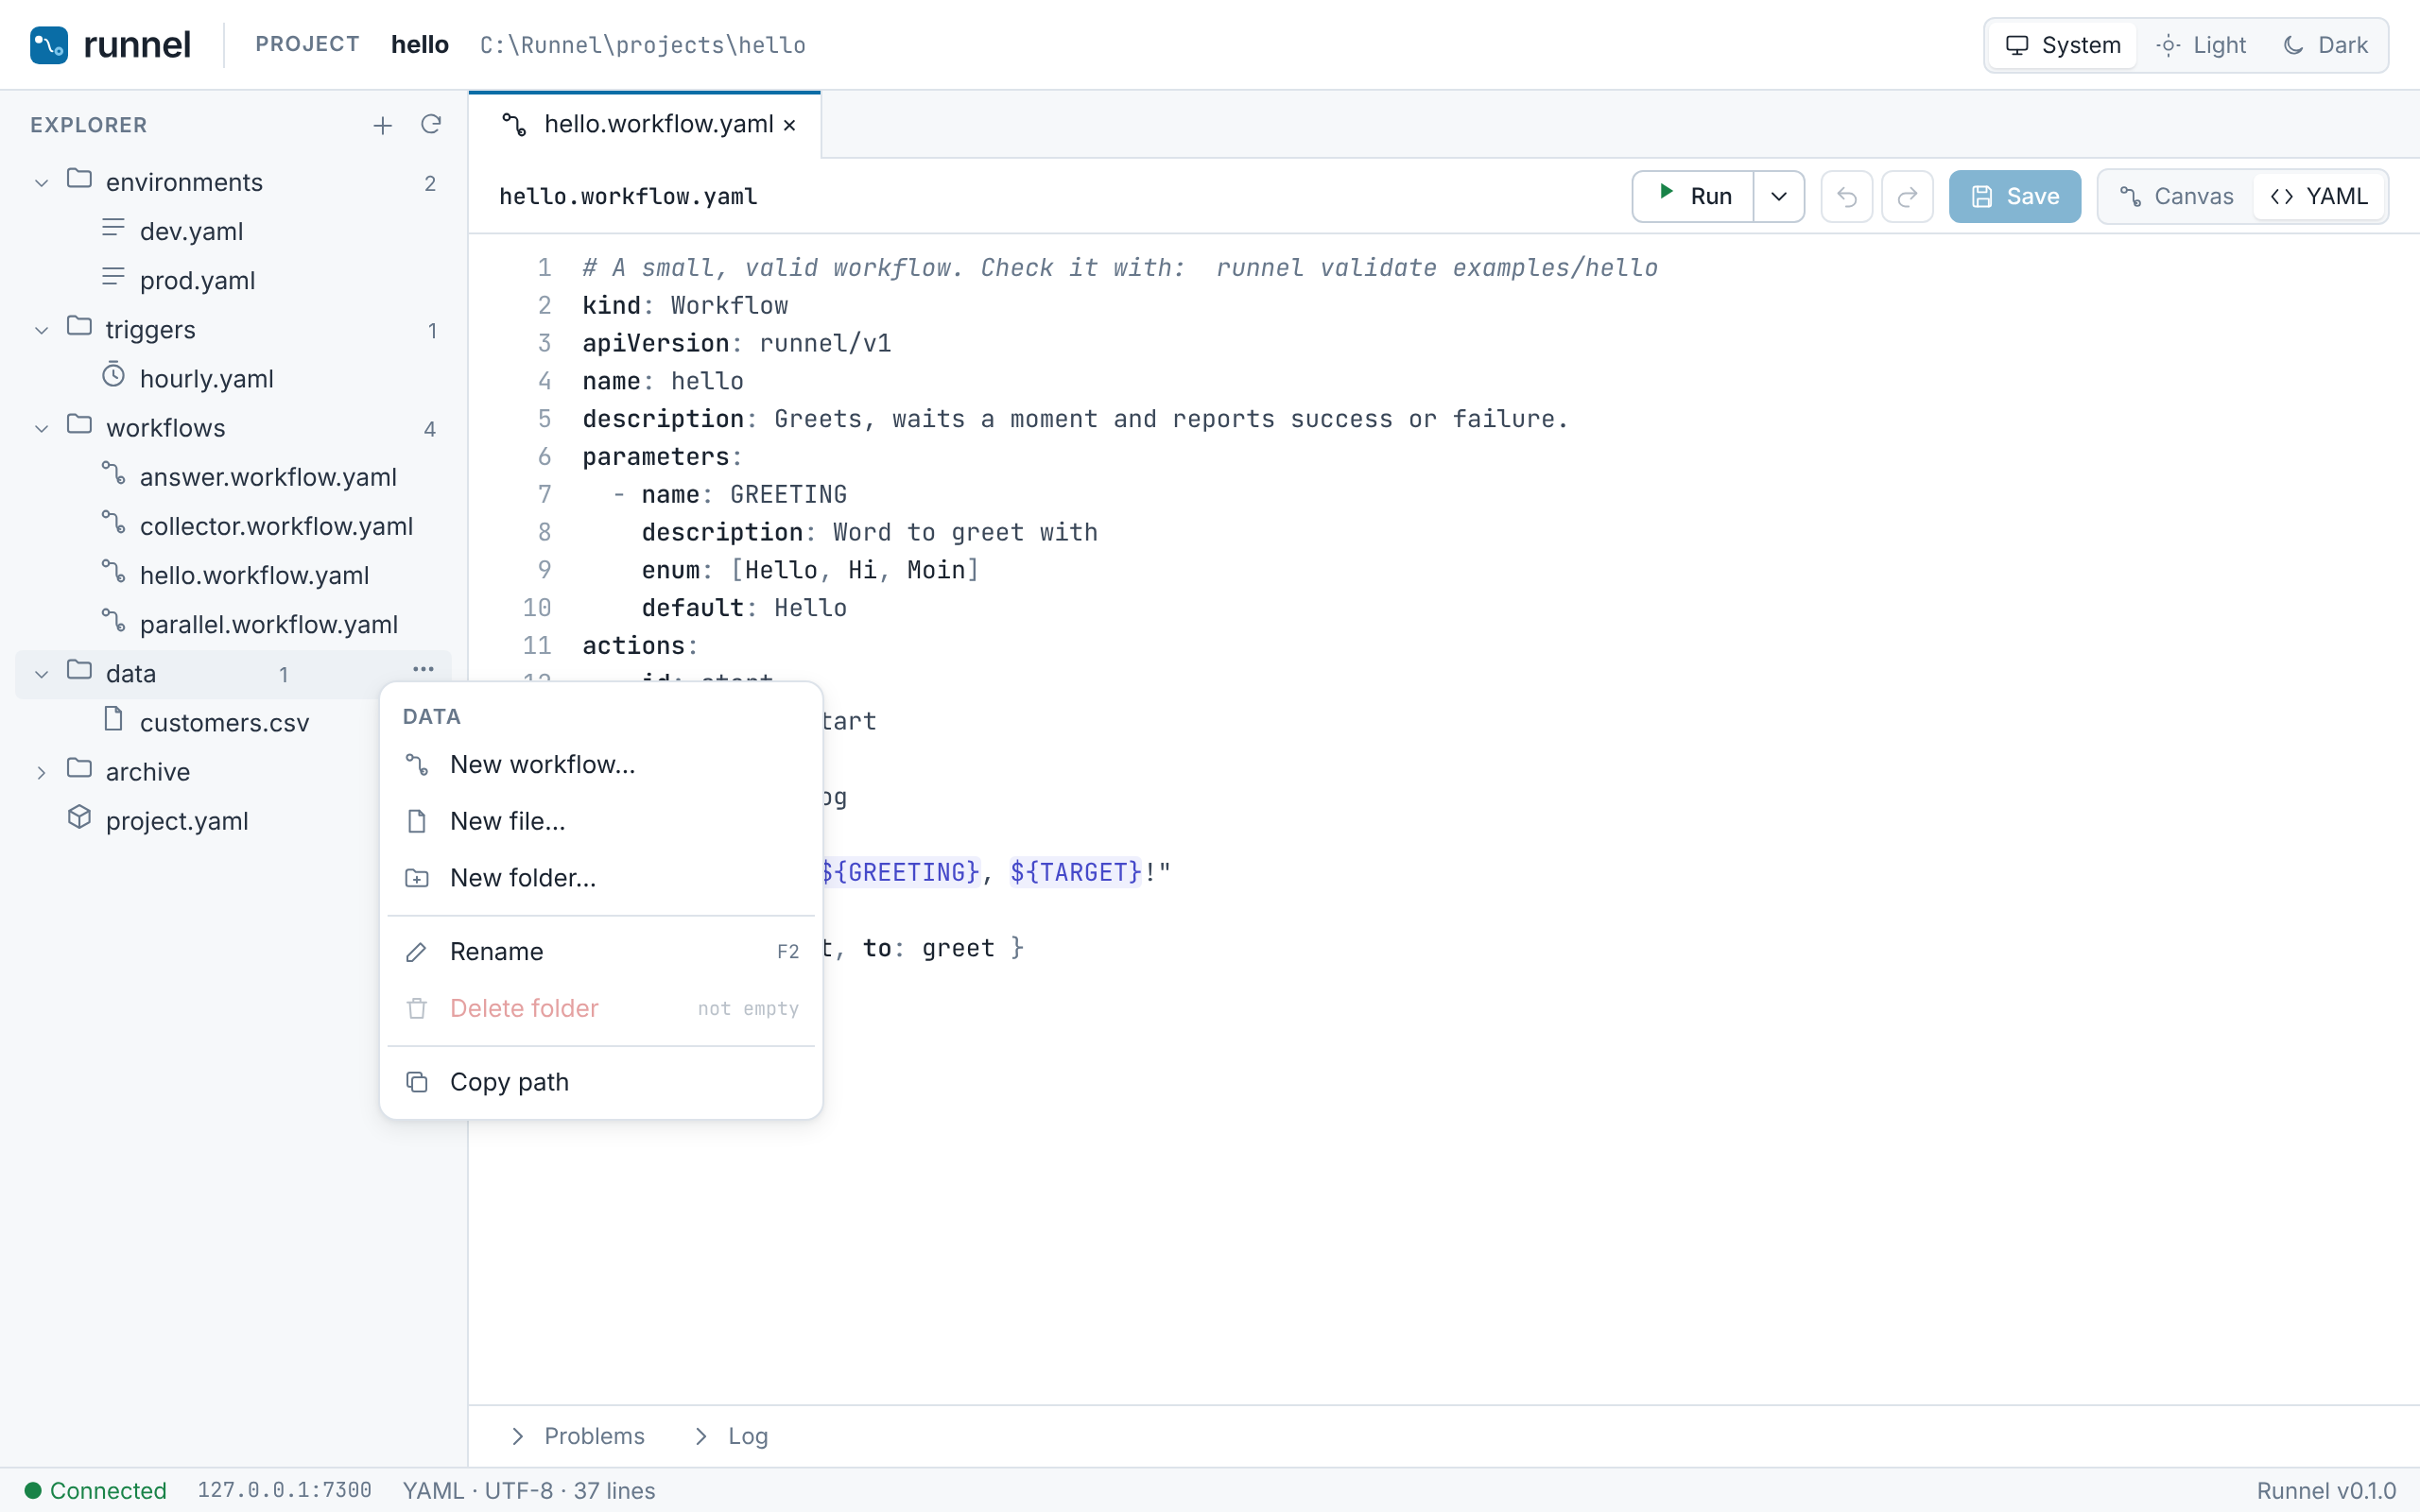 runnel PROJECT hello C:\Runnel\projects\hello System Light Dark
EXPLORER
environments 2
dev.yaml
prod.yaml
triggers 1
hourly.yaml
workflows 4
answer.workflow.yaml
collector.workflow.yaml
hello.workflow.yaml
parallel.workflow.yaml
data 1
customers.csv
archive
project.yaml
DATA
New workflow...
New file...
New folder...
Rename F2
Delete folder not empty
Copy path
hello.workflow.yaml ×
hello.workflow.yaml Run Save Canvas YAML
1 # A small, valid workflow. Check it with:  runnel validate examples/hello
2 kind: Workflow
3 apiVersion: runnel/v1
4 name: hello
5 description: Greets, waits a moment and reports success or failure.
6 parameters:
7   - name: GREETING
8     description: Word to greet with
9     enum: [Hello, Hi, Moin]
10     default: Hello
11 actions:
${GREETING}, ${TARGET}!"
, to: greet }
Problems Log
Connected 127.0.0.1:7300 YAML · UTF-8 · 37 lines Runnel v0.1.0